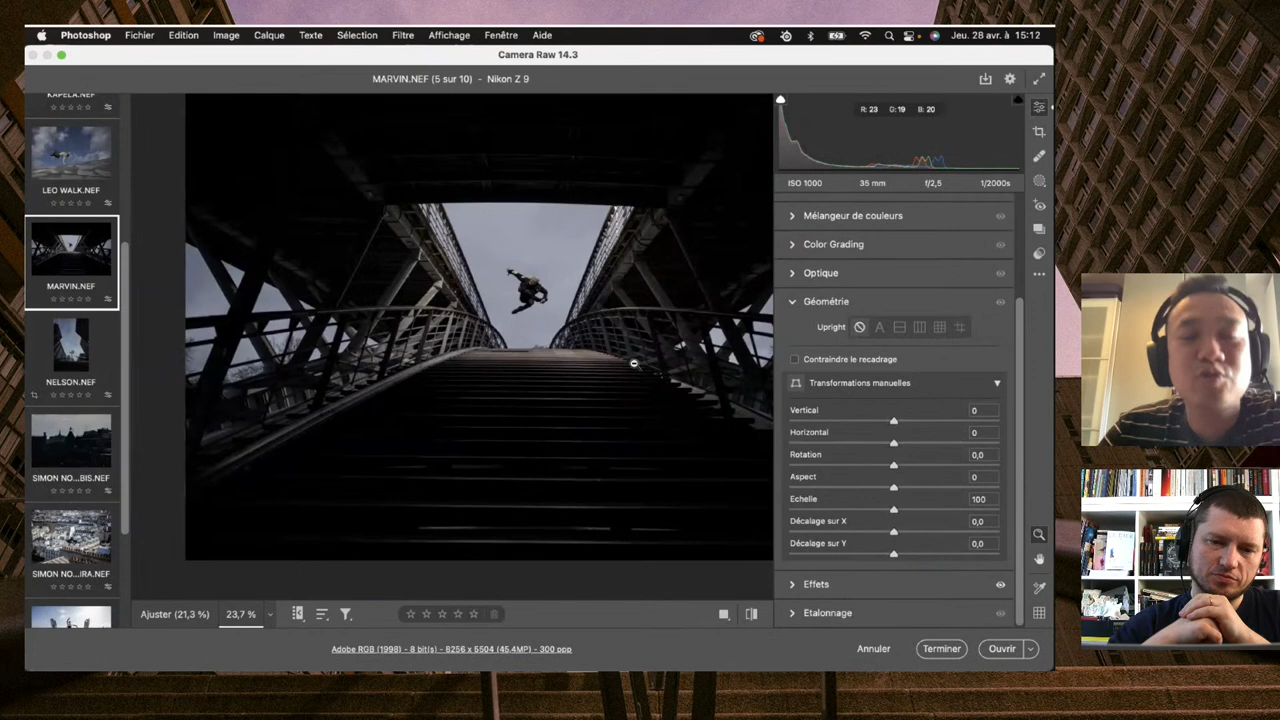 Photoshop Fichier Edition Image Calque Texte Sélection Filtre Affichage Fenêtre Aide Jeu. 28 avr. à 15:12
Camera Raw 14.3
MARVIN.NEF (5 sur 10) - Nikon Z 9
KAPELA.NEF
LEO WALK.NEF
MARVIN.NEF
NELSON.NEF
SIMON NO...BIS.NEF
SIMON NO...IRA.NEF
R: 23 G: 19 B: 20
ISO 1000 35 mm f/2,5 1/2000s
Mélangeur de couleurs
Color Grading
Optique
Géométrie
Upright A
Contraindre le recadrage
Transformations manuelles
Vertical 0
Horizontal 0
Rotation 0,0
Aspect 0
Echelle 100
Décalage sur X 0,0
Décalage sur Y 0,0
Effets
Etalonnage
Ajuster (21,3 %) 23,7 %
Adobe RGB (1998) - 8 bit(s) - 8256 x 5504 (45,4MP) - 300 ppp
Annuler Terminer Ouvrir